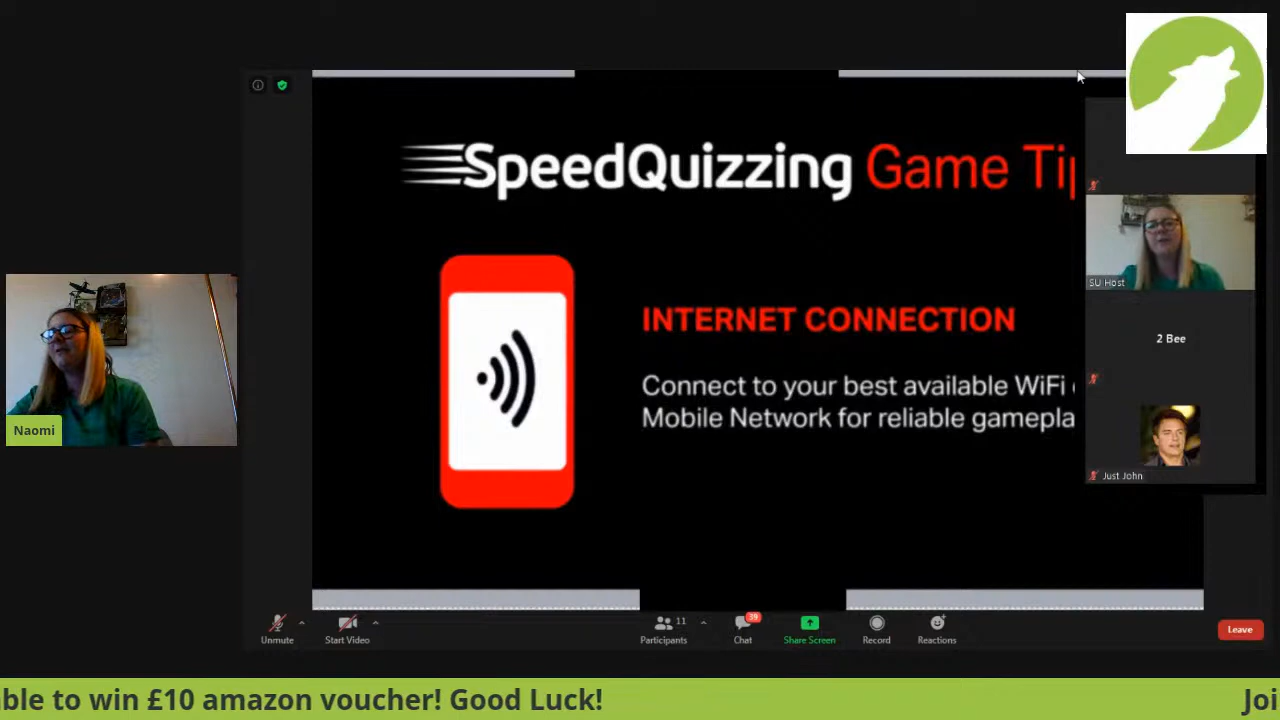 SpeedQuizzing Game Tip
INTERNET CONNECTION
Connect to your best available WiFi
Mobile Network for reliable gamepla
SU Host
2 Bee
Just John
Naomi
Unmute
Start Video
11
Participants
39
Chat
Share Screen
Record
Reactions
Leave
ble to win £10 amazon voucher! Good Luck!
Joi